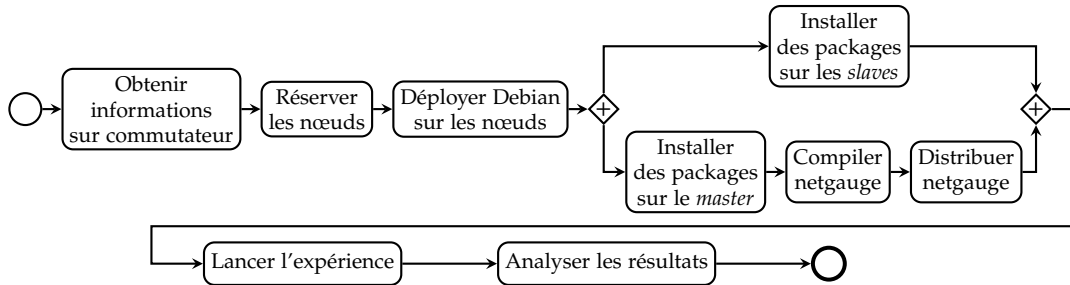 Obtenir
informations
sur commutateur
Réserver
les nœuds
Déployer Debian
sur les nœuds
Installer
des packages
sur les slaves
Installer
des packages
sur le master
Compiler
netgauge
Distribuer
netgauge
Lancer l'expérience
Analyser les résultats